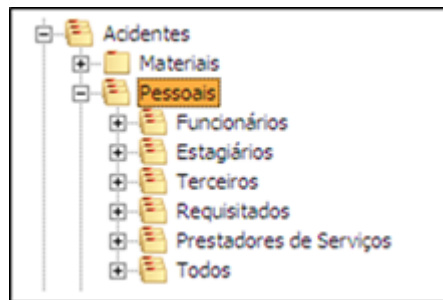 Acidentes
Materiais
Pessoais
Funcionários
Estagiários
Terceiros
Requisitados
Prestadores de Serviços
Todos